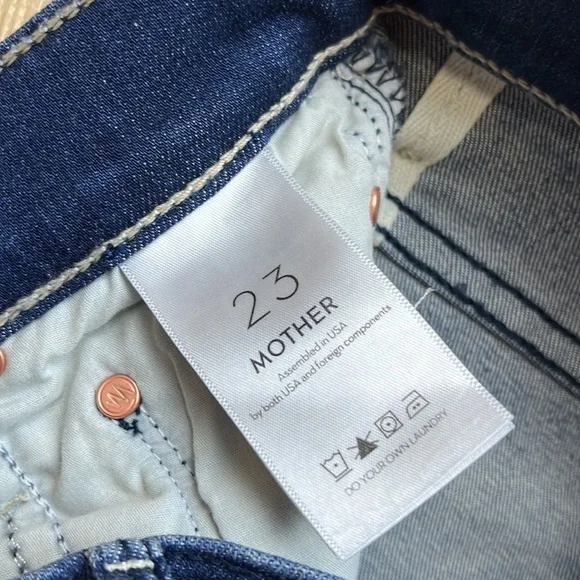 23
MOTHER
Assembled in USA
by both USA and foreign components
DO YOUR OWN LAUNDRY
M